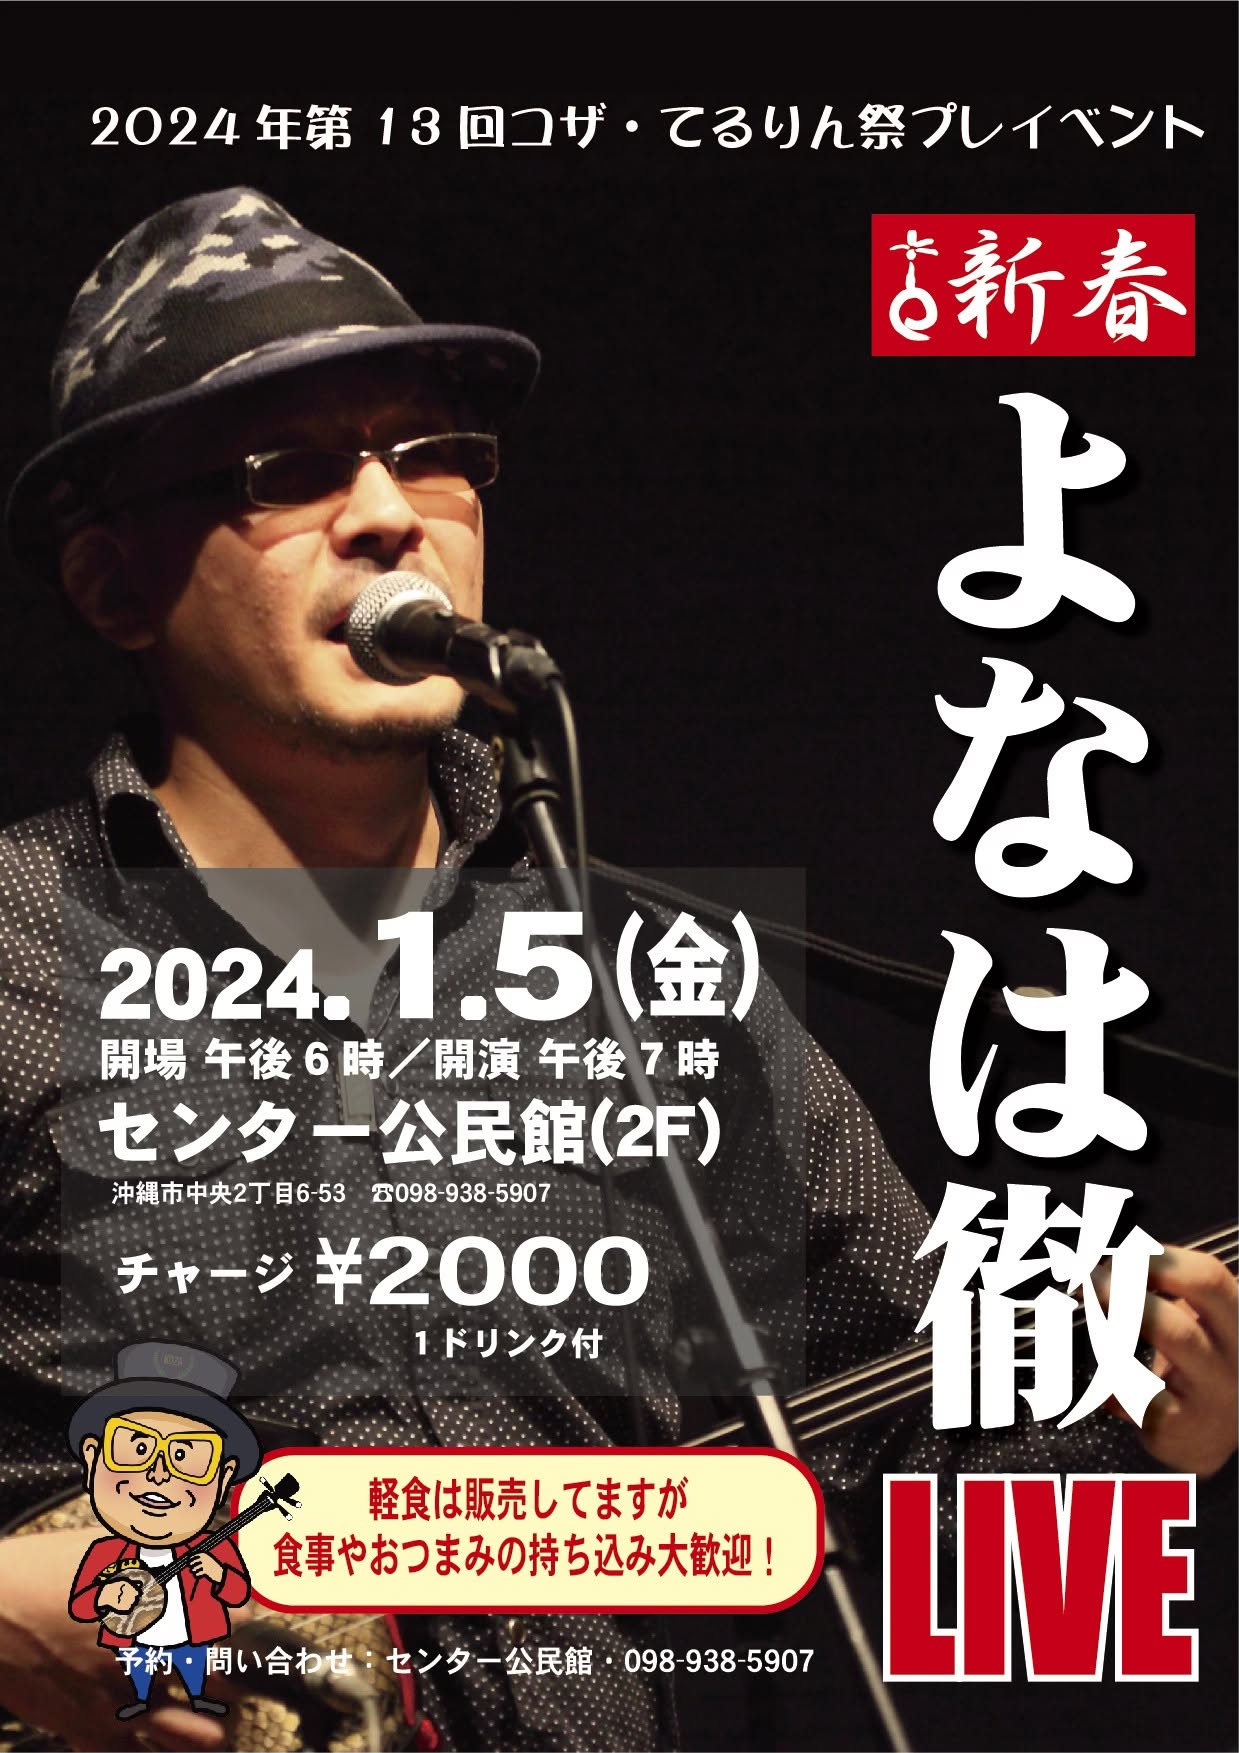 2024年第13回コザ・てるりん祭プレイベント
新春
よなは徹
LIVE
2024.1.5(金)
開場 午後6時／開演 午後7時
センター公民館(2F)
沖縄市中央2丁目6-53 ☎098-938-5907
チャージ ¥2000
1ドリンク付
KOZA
軽食は販売してますが
食事やおつまみの持ち込み大歓迎！
予約・問い合わせ：センター公民館・098-938-5907